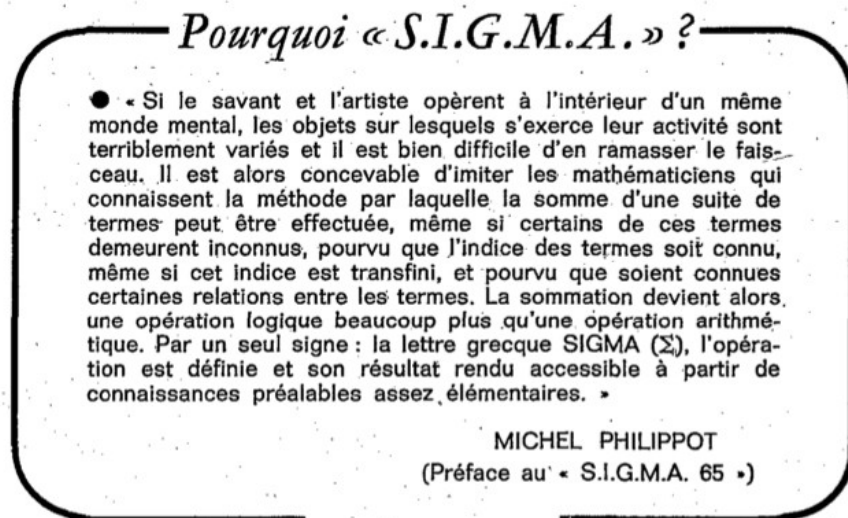 Pourquoi « S.I.G.M.A. » ?
● « Si le savant et l'artiste opèrent à l'intérieur d'un même
monde mental, les objets sur lesquels s'exerce leur activité sont
terriblement variés et il est bien difficile d'en ramasser le fais-
ceau. Il est alors concevable d'imiter les mathématiciens qui
connaissent la méthode par laquelle la somme d'une suite de
termes peut être effectuée, même si certains de ces termes
demeurent inconnus, pourvu que l'indice des termes soit connu,
même si cet indice est transfini, et pourvu que soient connues
certaines relations entre les termes. La sommation devient alors
une opération logique beaucoup plus qu'une opération arithmé-
tique. Par un seul signe : la lettre grecque SIGMA (Σ), l'opéra-
tion est définie et son résultat rendu accessible à partir de
connaissances préalables assez élémentaires. »
MICHEL PHILIPPOT
(Préface au « S.I.G.M.A. 65 »)